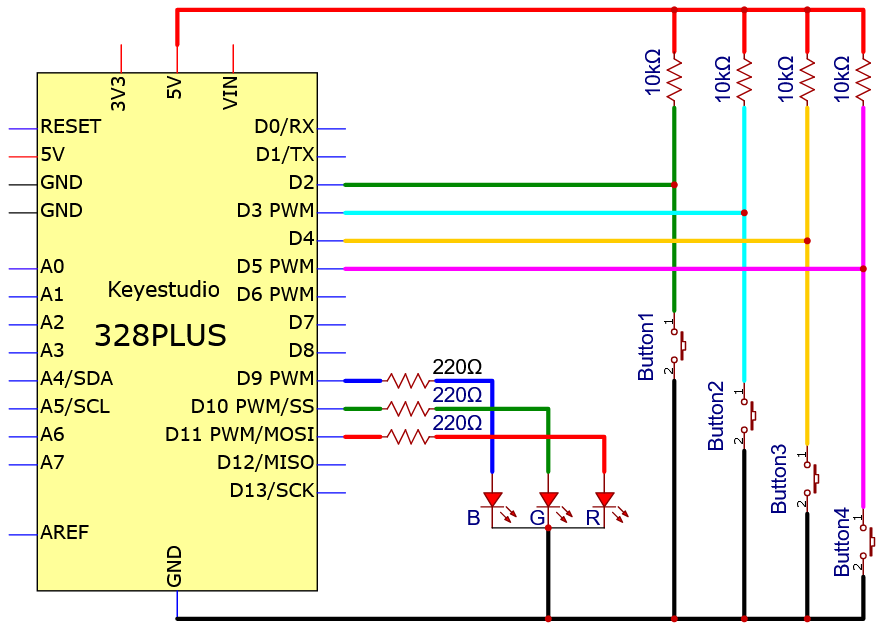 10kΩ
10kΩ
10kΩ
10kΩ
3V3
5V
VIN
RESET
D0/RX
5V
D1/TX
GND
D2
GND
D3 PWM
D4
A0
D5 PWM
A1
Keyestudio
D6 PWM
A2
328PLUS
D7
A3
D8
A4/SDA
D9 PWM
220Ω
A5/SCL
D10 PWM/SS
220Ω
A6
D11 PWM/MOSI
220Ω
A7
D12/MISO
D13/SCK
AREF
GND
B
G
R
Button1
1
2
Button2
1
2
Button3
1
2
Button4
1
2